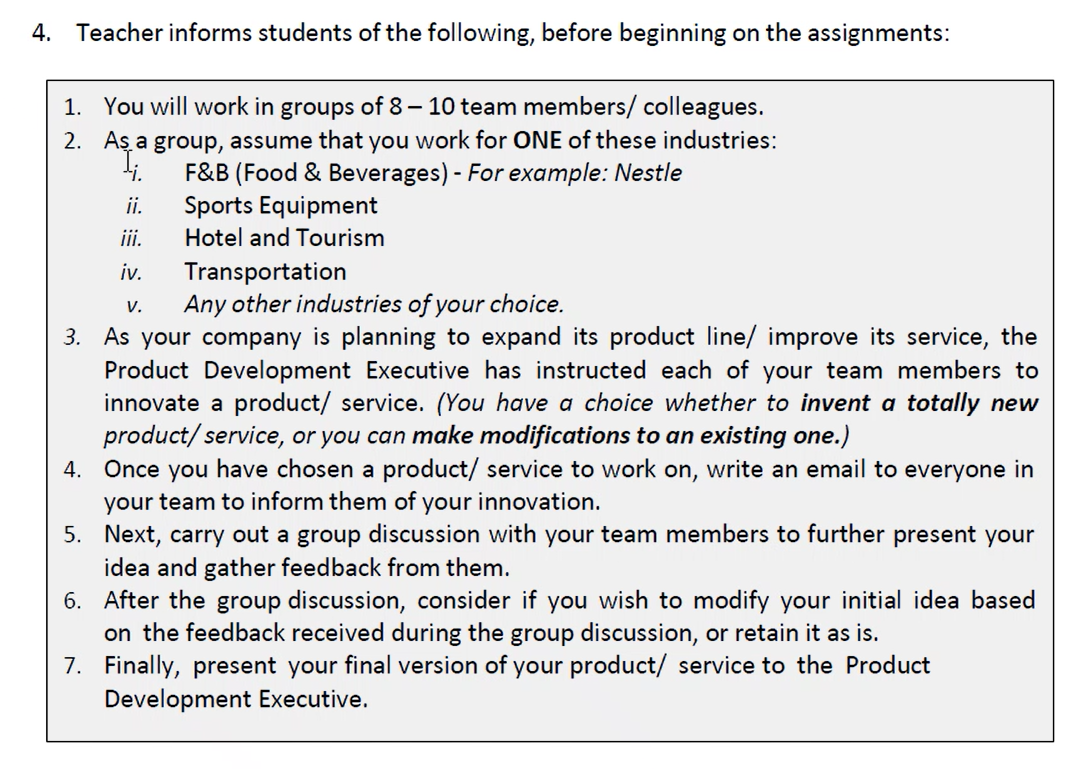 4. Teacher informs students of the following, before beginning on the assignments:
1. You will work in groups of 8 – 10 team members/ colleagues.
2. As a group, assume that you work for ONE of these industries:
i. F&B (Food & Beverages) - For example: Nestle
ii. Sports Equipment
iii. Hotel and Tourism
iv. Transportation
v. Any other industries of your choice.
3. As your company is planning to expand its product line/ improve its service, the
Product Development Executive has instructed each of your team members to
innovate a product/ service. (You have a choice whether to invent a totally new
product/ service, or you can make modifications to an existing one.)
4. Once you have chosen a product/ service to work on, write an email to everyone in
your team to inform them of your innovation.
5. Next, carry out a group discussion with your team members to further present your
idea and gather feedback from them.
6. After the group discussion, consider if you wish to modify your initial idea based
on the feedback received during the group discussion, or retain it as is.
7. Finally, present your final version of your product/ service to the Product
Development Executive.